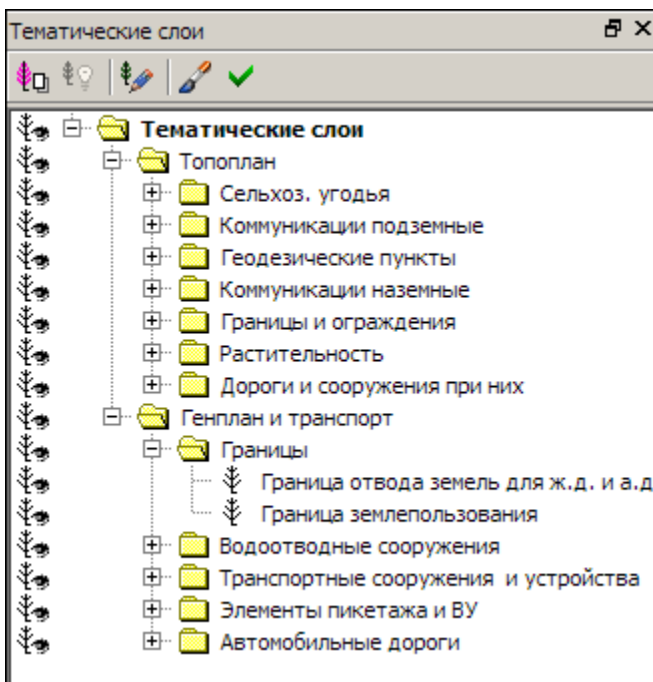 Тематические слои
Тематические слои
Топоплан
Сельхоз. угодья
Коммуникации подземные
Геодезические пункты
Коммуникации наземные
Границы и ограждения
Растительность
Дороги и сооружения при них
Генплан и транспорт
Границы
Граница отвода земель для ж.д. и а.д
Граница землепользования
Водоотводные сооружения
Транспортные сооружения и устройства
Элементы пикетажа и ВУ
Автомобильные дороги